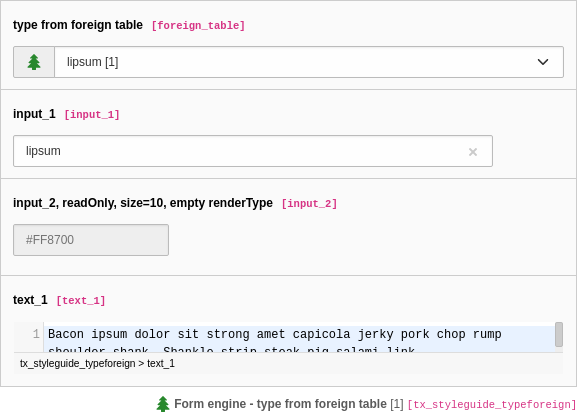 type from foreign table [foreign_table]
lipsum [1]
input_1 [input_1]
lipsum
input_2, readOnly, size=10, empty renderType [input_2]
#FF8700
text_1 [text_1]
1 Bacon ipsum dolor sit strong amet capicola jerky pork chop rump
shoulder shank. Shankle strip steak pig salami link.
tx_styleguide_typeforeign > text_1
Form engine - type from foreign table [1] [tx_styleguide_typeforeign]